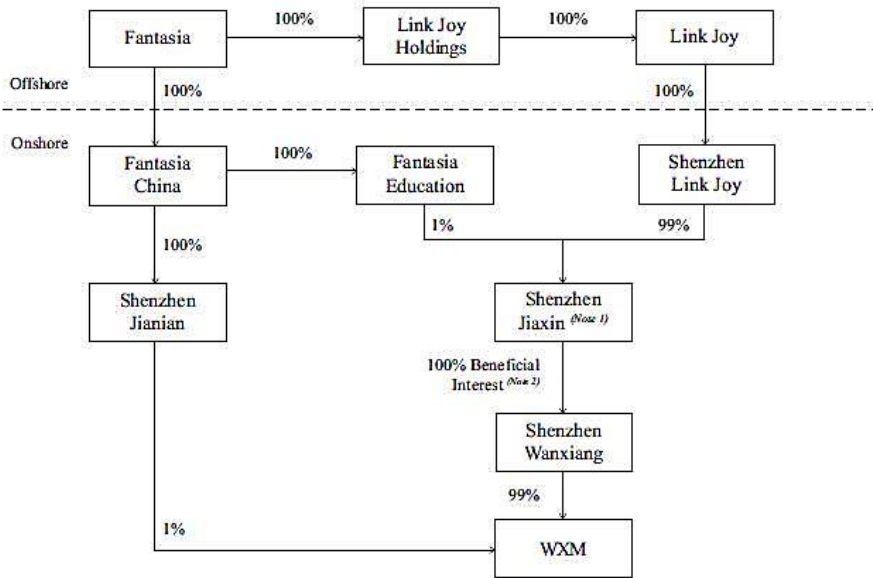 100%
100%
Fantasia
Link Joy
Holdings
Link Joy
Offshore
100%
100%
Onshore
100%
Fantasia
China
Fantasia
Education
Shenzhen
Link Joy
1%
99%
100%
Shenzhen
Jianian
Shenzhen
Jiaxin (Note 1)
100% Beneficial
Interest (Note 2)
Shenzhen
Wanxiang
99%
1%
WXM